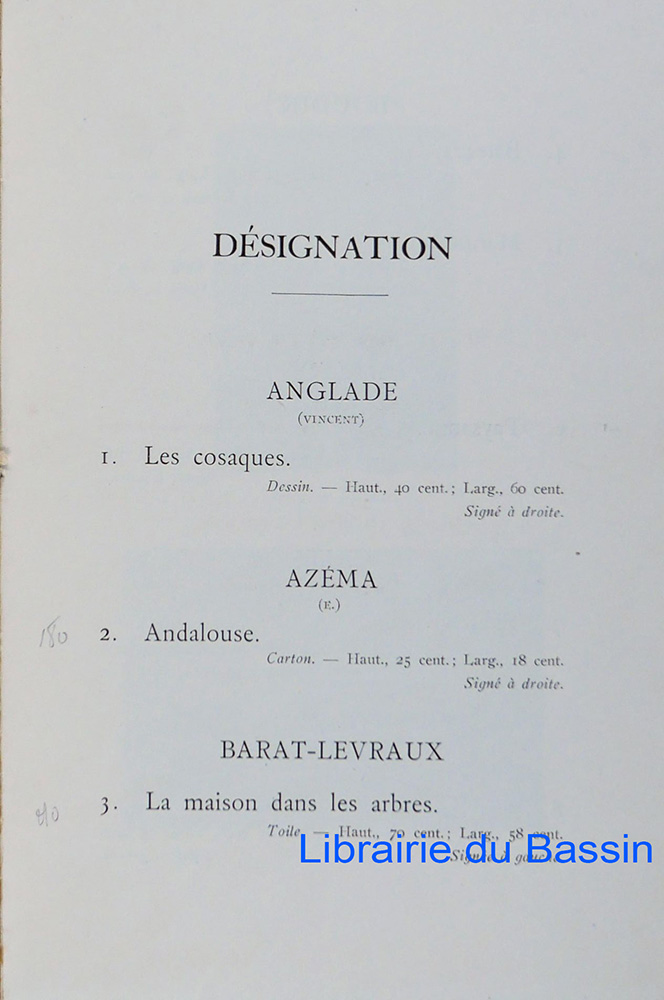 DÉSIGNATION
ANGLADE
(VINCENT)
1. Les cosaques.
Dessin. — Haut., 40 cent.; Larg., 60 cent.
Signé à droite.
AZÉMA
(E.)
180 2. Andalouse.
Carton. — Haut., 25 cent.; Larg., 18 cent.
Signé à droite.
BARAT-LEVRAUX
3. La maison dans les arbres.
Toile. — Haut., 70 cent.; Larg., 58 cent.
Signé à gauche.
Librairie du Bassin